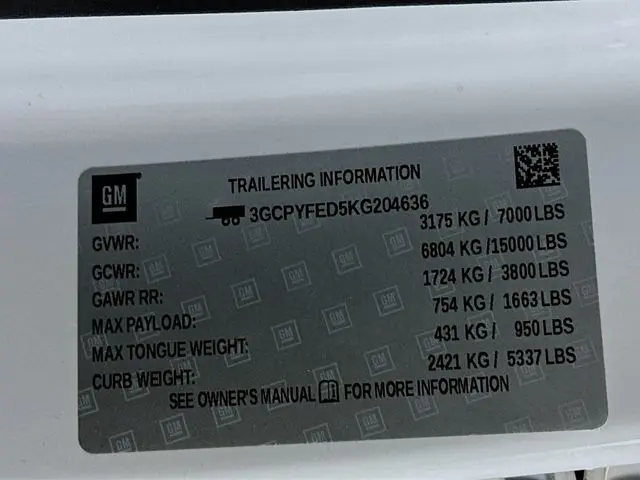 GM
TRAILERING INFORMATION
3GCPYFED5KG204636
GVWR: 3175 KG / 7000 LBS
GCWR: 6804 KG /15000 LBS
GAWR RR: 1724 KG / 3800 LBS
MAX PAYLOAD: 754 KG / 1663 LBS
MAX TONGUE WEIGHT: 431 KG / 950 LBS
CURB WEIGHT: 2421 KG / 5337 LBS
SEE OWNER'S MANUAL FOR MORE INFORMATION